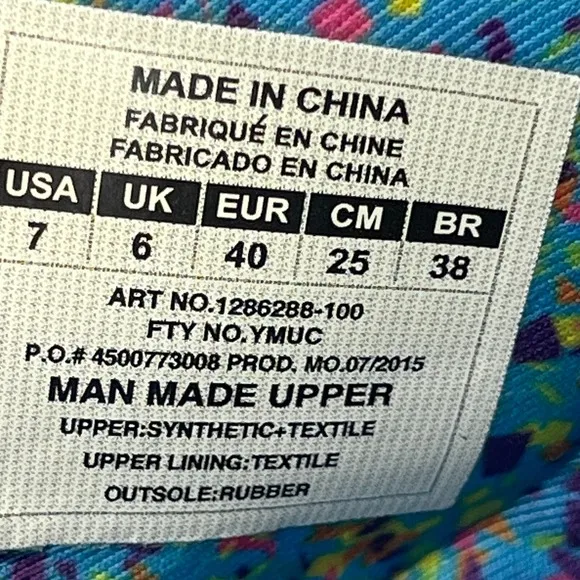 MADE IN CHINA
FABRIQUÉ EN CHINE
FABRICADO EN CHINA
USA UK EUR CM BR
7 6 40 25 38
ART NO.1286288-100
FTY NO.YMUC
P.O.# 4500773008 PROD. MO.07/2015
MAN MADE UPPER
UPPER:SYNTHETIC+TEXTILE
UPPER LINING:TEXTILE
OUTSOLE:RUBBER